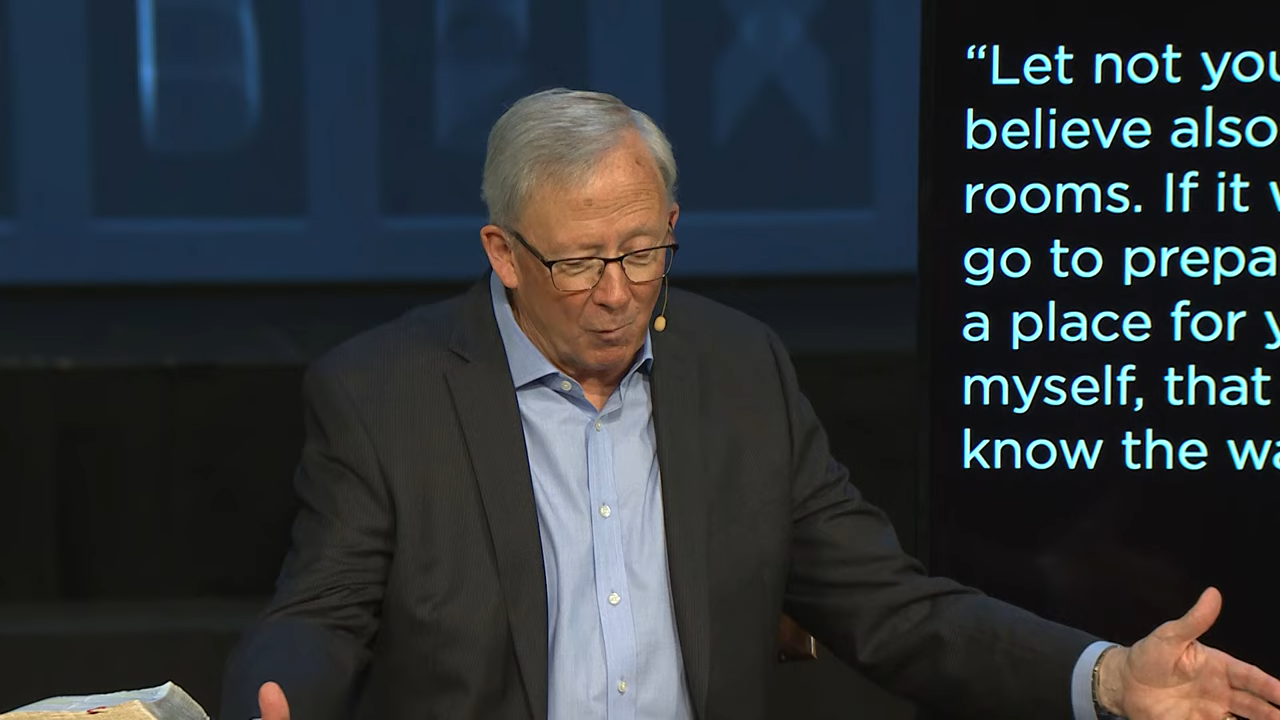 “Let not you
believe also
rooms. If it
go to prepa
a place for
myself, that
know the wa